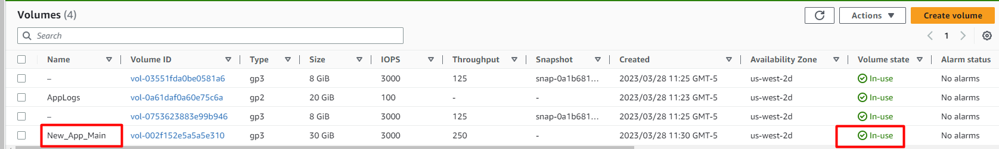 Volumes (4)
Actions
Create volume
Search
1
Name Volume ID Type Size IOPS Throughput Snapshot Created Availability Zone Volume state Alarm status
– vol-03551fda0be0581a6 gp3 8 GiB 3000 125 snap-0a1b681... 2023/03/28 11:25 GMT-5 us-west-2d In-use No alarms
AppLogs vol-0a61daf0a60e75c6a gp2 20 GiB 100 - - 2023/03/28 11:23 GMT-5 us-west-2d In-use No alarms
– vol-0753623883e99b946 gp3 8 GiB 3000 125 snap-0a1b681... 2023/03/28 11:25 GMT-5 us-west-2d In-use No alarms
New_App_Main vol-002f152e5a5a5e310 gp3 30 GiB 3000 250 - 2023/03/28 11:30 GMT-5 us-west-2d In-use No alarms